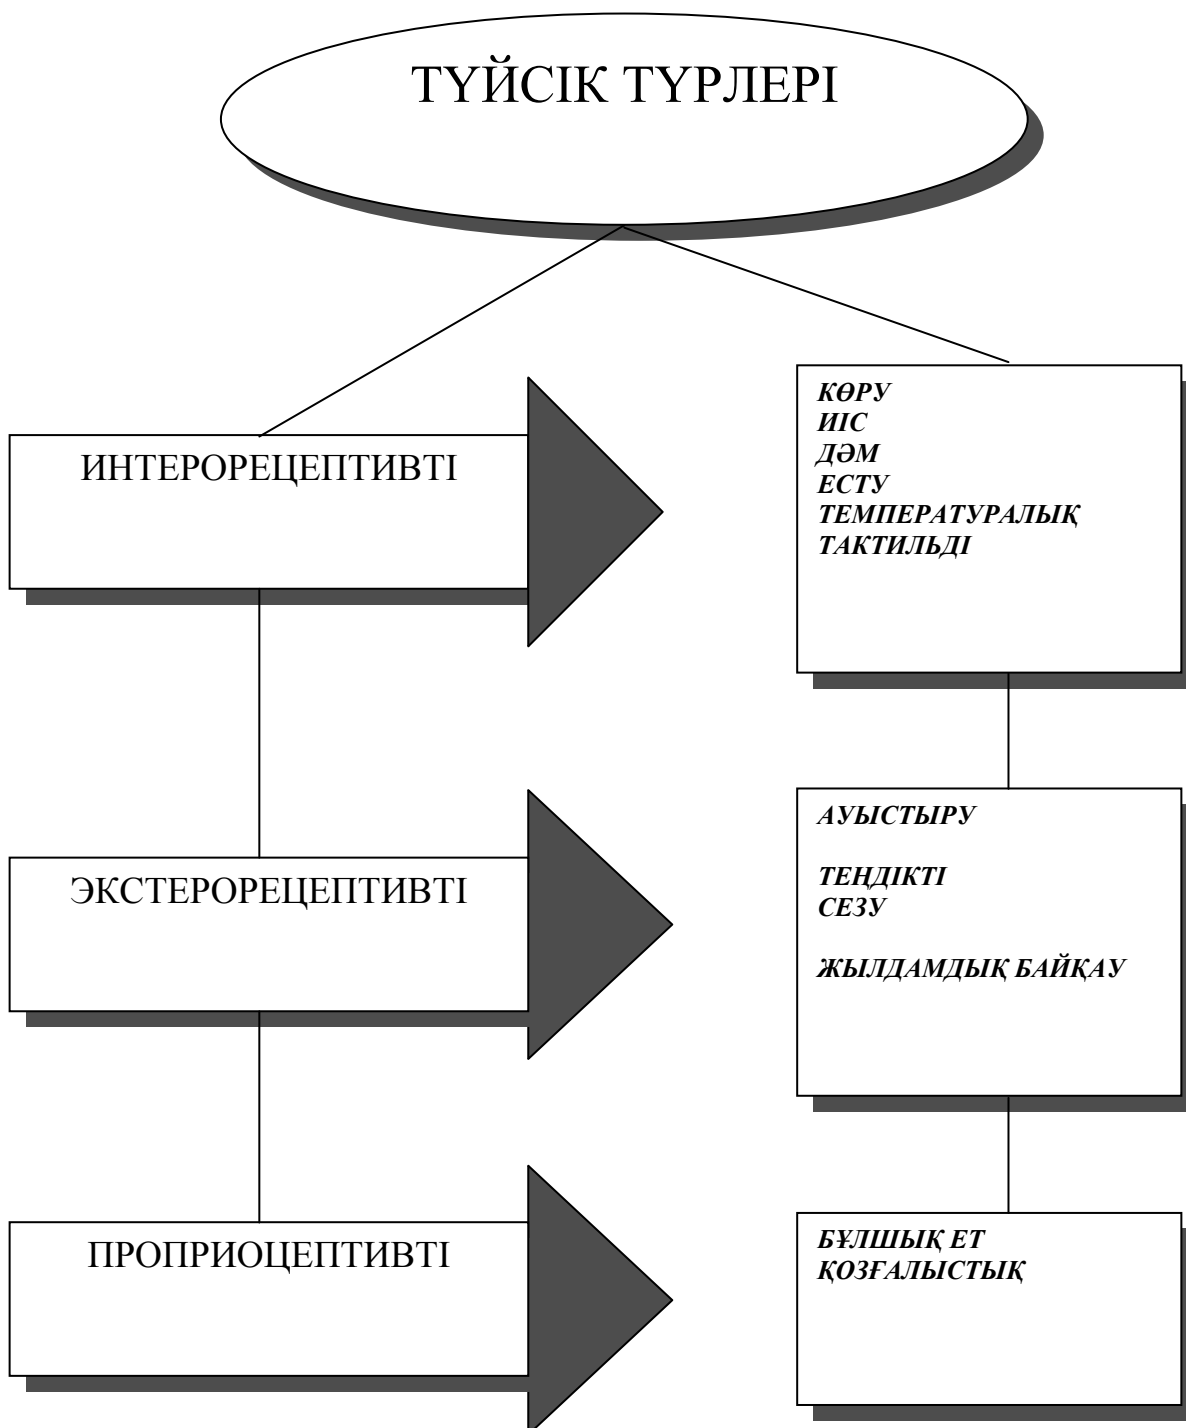 ТҮЙСІК ТҮРЛЕРІ
ИНТЕРОРЕЦЕПТИВТІ
КӨРУ
ИІС
ДӘМ
ЕСТУ
ТЕМПЕРАТУРАЛЫҚ
ТАКТИЛЬДІ
ЭКСТЕРОРЕЦЕПТИВТІ
АУЫСТЫРУ
ТЕҢДІКТІ
СЕЗУ
ЖЫЛДАМДЫҚ БАЙҚАУ
ПРОПРИОЦЕПТИВТІ
БҰЛШЫҚ ЕТ
ҚОЗҒАЛЫСТЫҚ